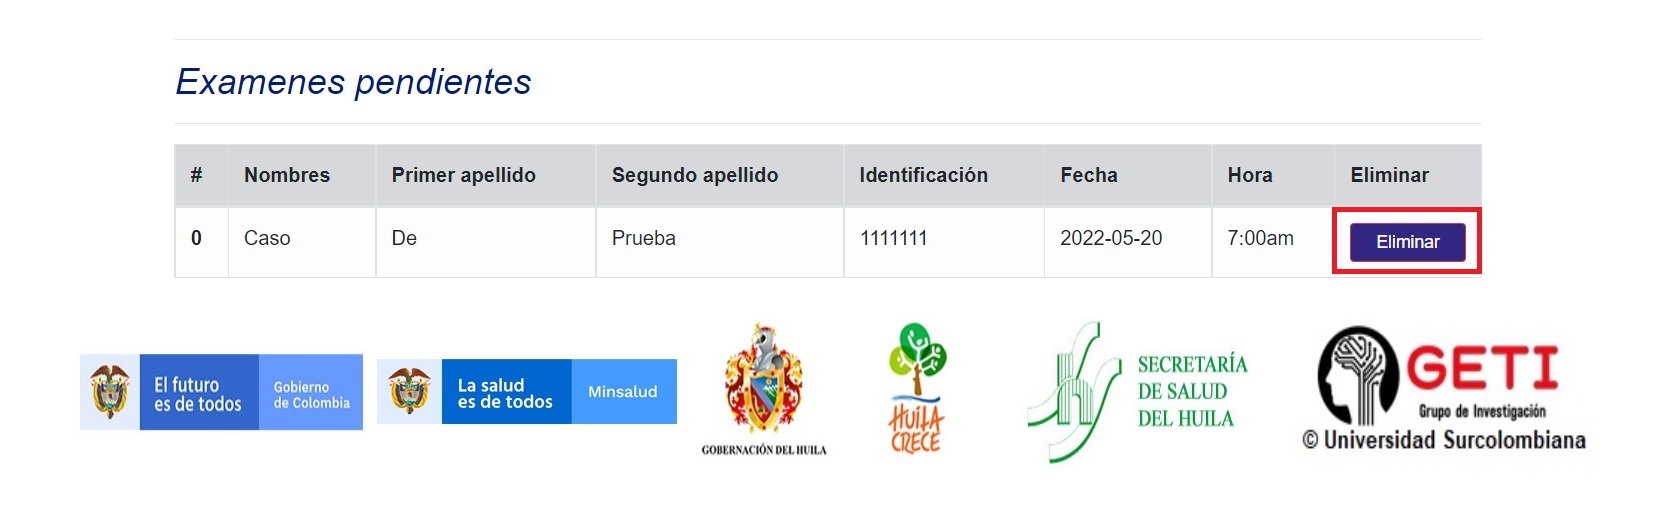 Examenes pendientes
# Nombres Primer apellido Segundo apellido Identificación Fecha Hora Eliminar
0 Caso De Prueba 1111111 2022-05-20 7:00am Eliminar
El futuro
es de todos
Gobierno
de Colombia
La salud
es de todos
Minsalud
GOBERNACIÓN DEL HUILA
HUILA
CRECE
SECRETARÍA
DE SALUD
DEL HUILA
GETI
Grupo de Investigación
© Universidad Surcolombiana